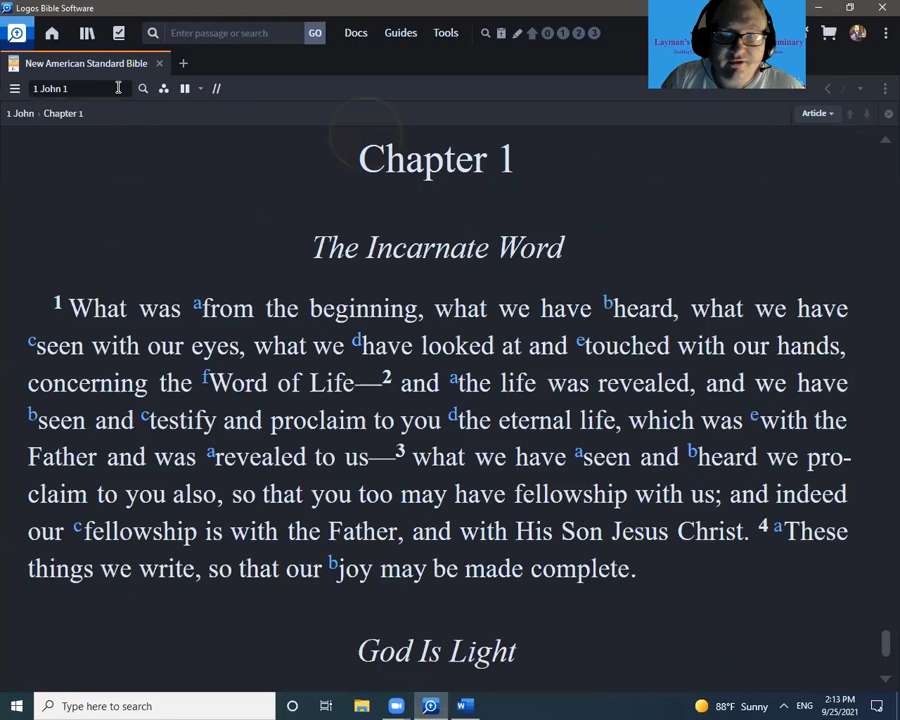 Logos Bible Software
Enter passage or search GO Docs Guides Tools
New American Standard Bible
1 John 1
1 John › Chapter 1 Article
Chapter 1
The Incarnate Word
1 What was afrom the beginning, what we have bheard, what we have
cseen with our eyes, what we dhave looked at and etouched with our hands,
concerning the fWord of Life—2 and athe life was revealed, and we have
bseen and ctestify and proclaim to you dthe eternal life, which was ewith the
Father and was arevealed to us—3 what we have aseen and bheard we pro-
claim to you also, so that you too may have fellowship with us; and indeed
our cfellowship is with the Father, and with His Son Jesus Christ. 4 aThese
things we write, so that our bjoy may be made complete.
God Is Light
Type here to search
88°F Sunny
ENG
2:13 PM
9/25/2021